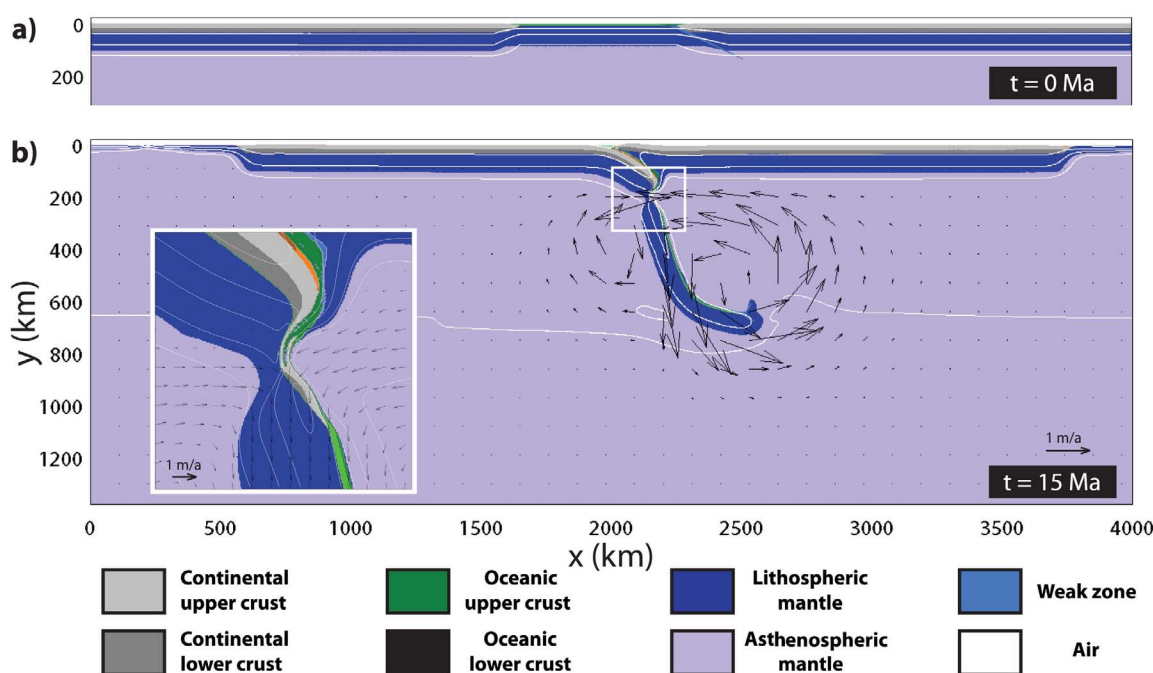 a)
0
200
t = 0 Ma
b)
0
200
400
600
800
1000
1200
y (km)
1 m/a
1 m/a
t = 15 Ma
0 500 1000 1500 2000 2500 3000 3500 4000
x (km)
Continental
upper crust
Oceanic
upper crust
Lithospheric
mantle
Weak zone
Continental
lower crust
Oceanic
lower crust
Asthenospheric
mantle
Air